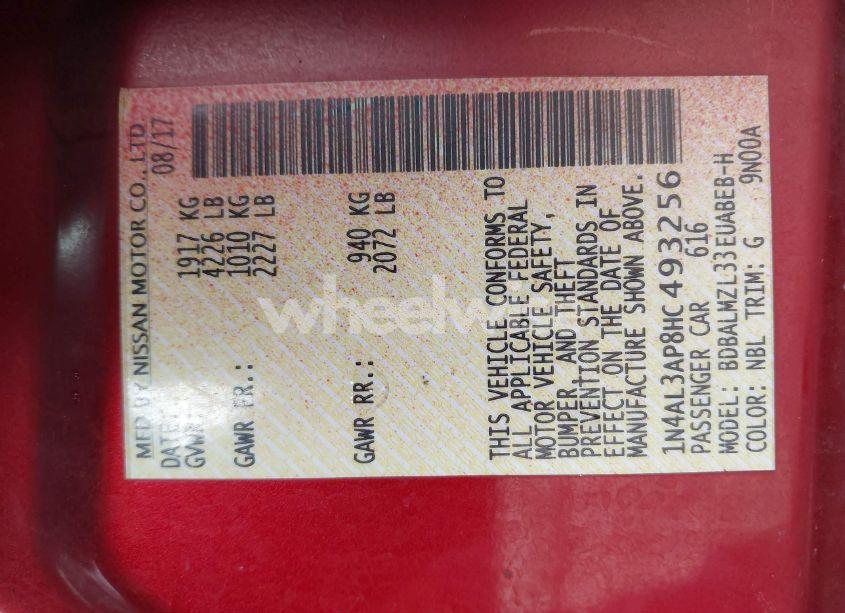 MFD BY NISSAN MOTOR CO., LTD
DATE: 08/17
GVWR: 1917 KG
4226 LB
GAWR FR.: 1010 KG
2227 LB
GAWR RR.: 940 KG
2072 LB
THIS VEHICLE CONFORMS TO
ALL APPLICABLE FEDERAL
MOTOR VEHICLE SAFETY,
BUMPER, AND THEFT
PREVENTION STANDARDS IN
EFFECT ON THE DATE OF
MANUFACTURE SHOWN ABOVE.
1N4AL3AP8HC493256
PASSENGER CAR 616
MODEL: BDBALMZL33EUABEB-H
COLOR: NBL TRIM: G 9N00A